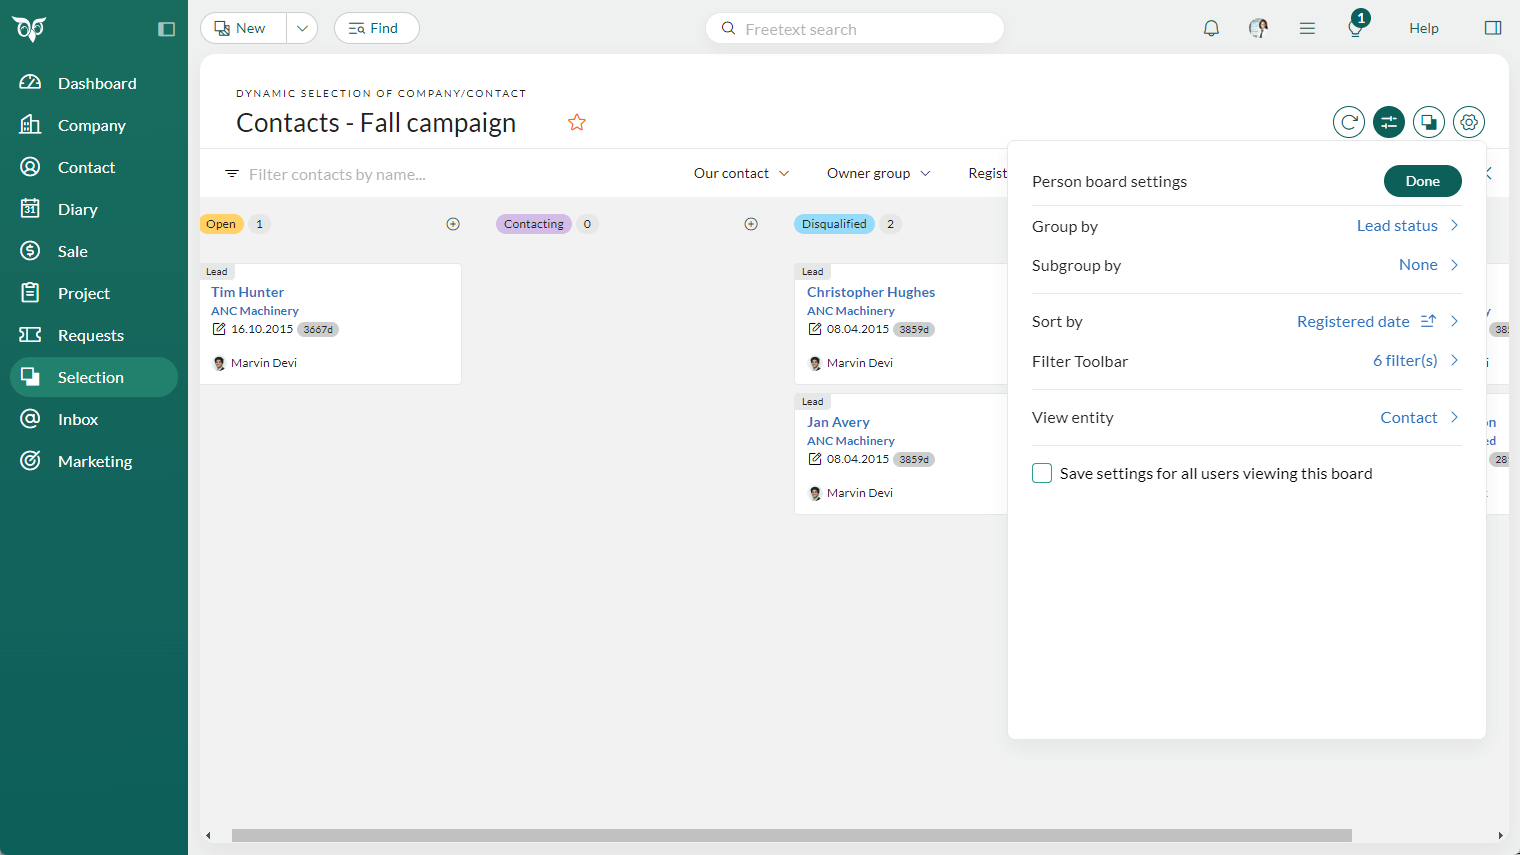 New
Find
Freetext search
1
Help
Dashboard
Company
Contact
Diary
31
Sale
Project
Requests
Selection
Inbox
Marketing
DYNAMIC SELECTION OF COMPANY/CONTACT
Contacts - Fall campaign
Filter contacts by name...
Our contact
Owner group
Regist
Open 1
Contacting 0
Disqualified 2
Lead
Tim Hunter
ANC Machinery
16.10.2015 3667d
Marvin Devi
Lead
Christopher Hughes
ANC Machinery
08.04.2015 3859d
Marvin Devi
Lead
Jan Avery
ANC Machinery
08.04.2015 3859d
Marvin Devi
Person board settings
Done
Group by Lead status
Subgroup by None
Sort by Registered date
Filter Toolbar 6 filter(s)
View entity Contact
Save settings for all users viewing this board